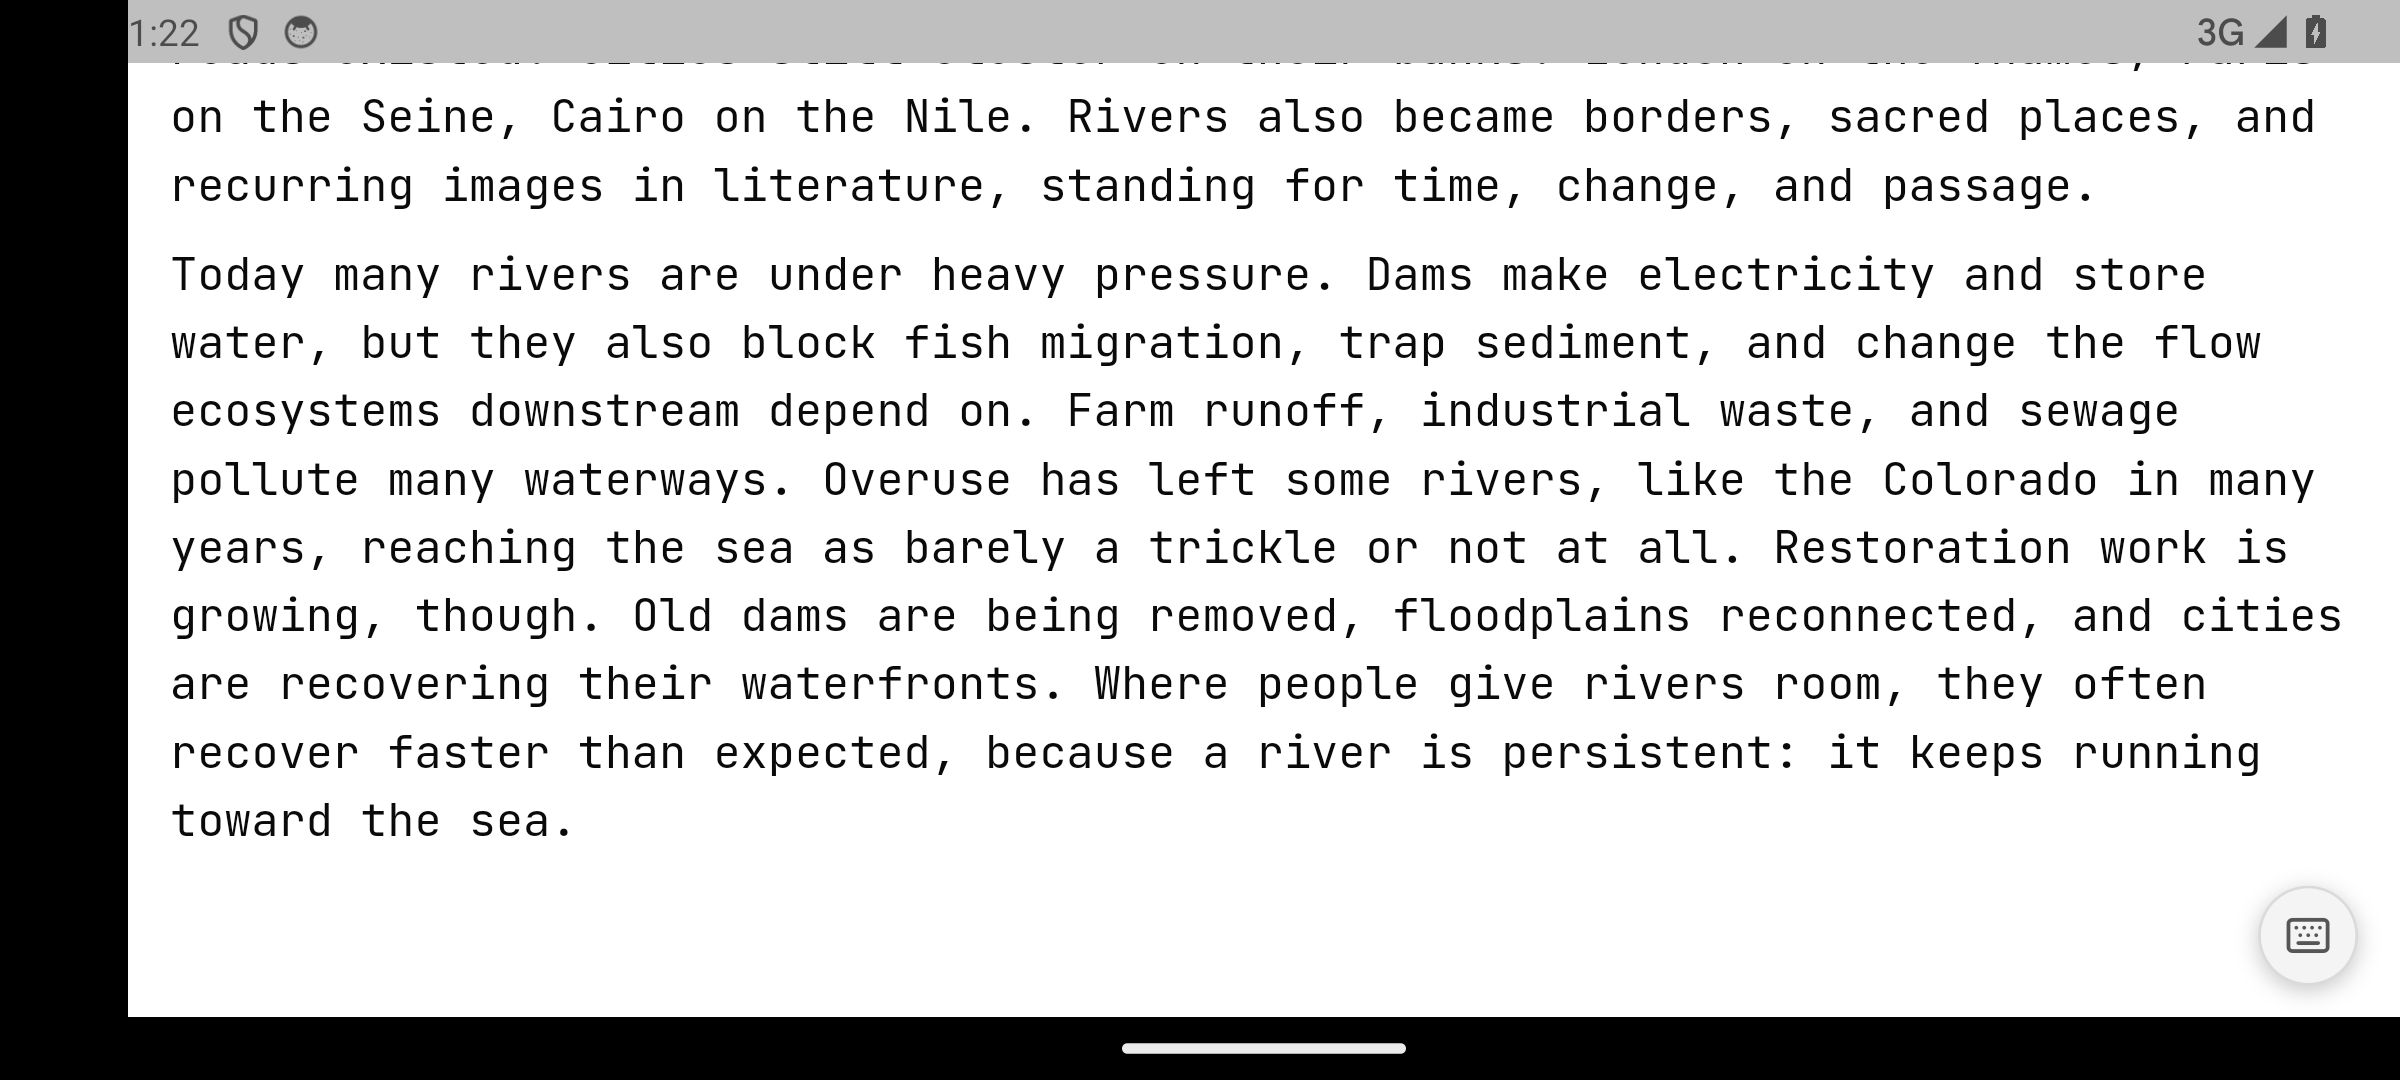 1:22
3G
on the Seine, Cairo on the Nile. Rivers also became borders, sacred places, and
recurring images in literature, standing for time, change, and passage.
Today many rivers are under heavy pressure. Dams make electricity and store
water, but they also block fish migration, trap sediment, and change the flow
ecosystems downstream depend on. Farm runoff, industrial waste, and sewage
pollute many waterways. Overuse has left some rivers, like the Colorado in many
years, reaching the sea as barely a trickle or not at all. Restoration work is
growing, though. Old dams are being removed, floodplains reconnected, and cities
are recovering their waterfronts. Where people give rivers room, they often
recover faster than expected, because a river is persistent: it keeps running
toward the sea.